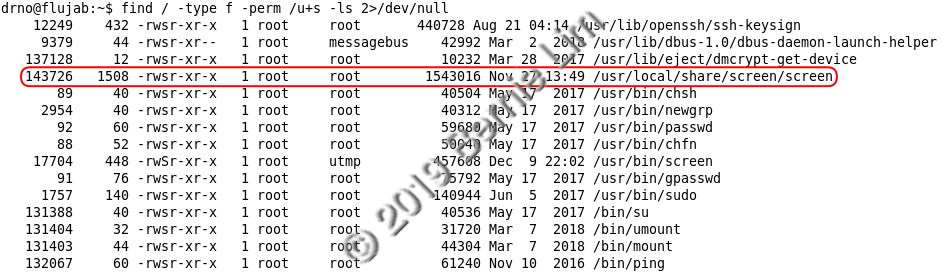 drno@flujab:~$ find / -type f -perm /u+s -ls 2>/dev/null
12249 432 -rwsr-xr-x 1 root root 440728 Aug 21 04:14 /usr/lib/openssh/ssh-keysign
9379 44 -rwsr-xr-- 1 root messagebus 42992 Mar 2 2018 /usr/lib/dbus-1.0/dbus-daemon-launch-helper
137128 12 -rwsr-xr-x 1 root root 10232 Mar 28 2017 /usr/lib/eject/dmcrypt-get-device
143726 1508 -rwsr-xr-x 1 root root 1543016 Nov 27 13:49 /usr/local/share/screen/screen
89 40 -rwsr-xr-x 1 root root 40504 May 17 2017 /usr/bin/chsh
2954 40 -rwsr-xr-x 1 root root 40312 May 17 2017 /usr/bin/newgrp
92 60 -rwsr-xr-x 1 root root 59680 May 17 2017 /usr/bin/passwd
88 52 -rwsr-xr-x 1 root root 50040 May 17 2017 /usr/bin/chfn
17704 448 -rwSr-xr-x 1 root utmp 457608 Dec 9 22:02 /usr/bin/screen
91 76 -rwsr-xr-x 1 root root 75792 May 17 2017 /usr/bin/gpasswd
1757 140 -rwsr-xr-x 1 root root 140944 Jun 5 2017 /usr/bin/sudo
131388 40 -rwsr-xr-x 1 root root 40536 May 17 2017 /bin/su
131404 32 -rwsr-xr-x 1 root root 31720 Mar 7 2018 /bin/umount
131403 44 -rwsr-xr-x 1 root root 44304 Mar 7 2018 /bin/mount
132067 60 -rwsr-xr-x 1 root root 61240 Nov 10 2016 /bin/ping
© 2019 Bernie Lim